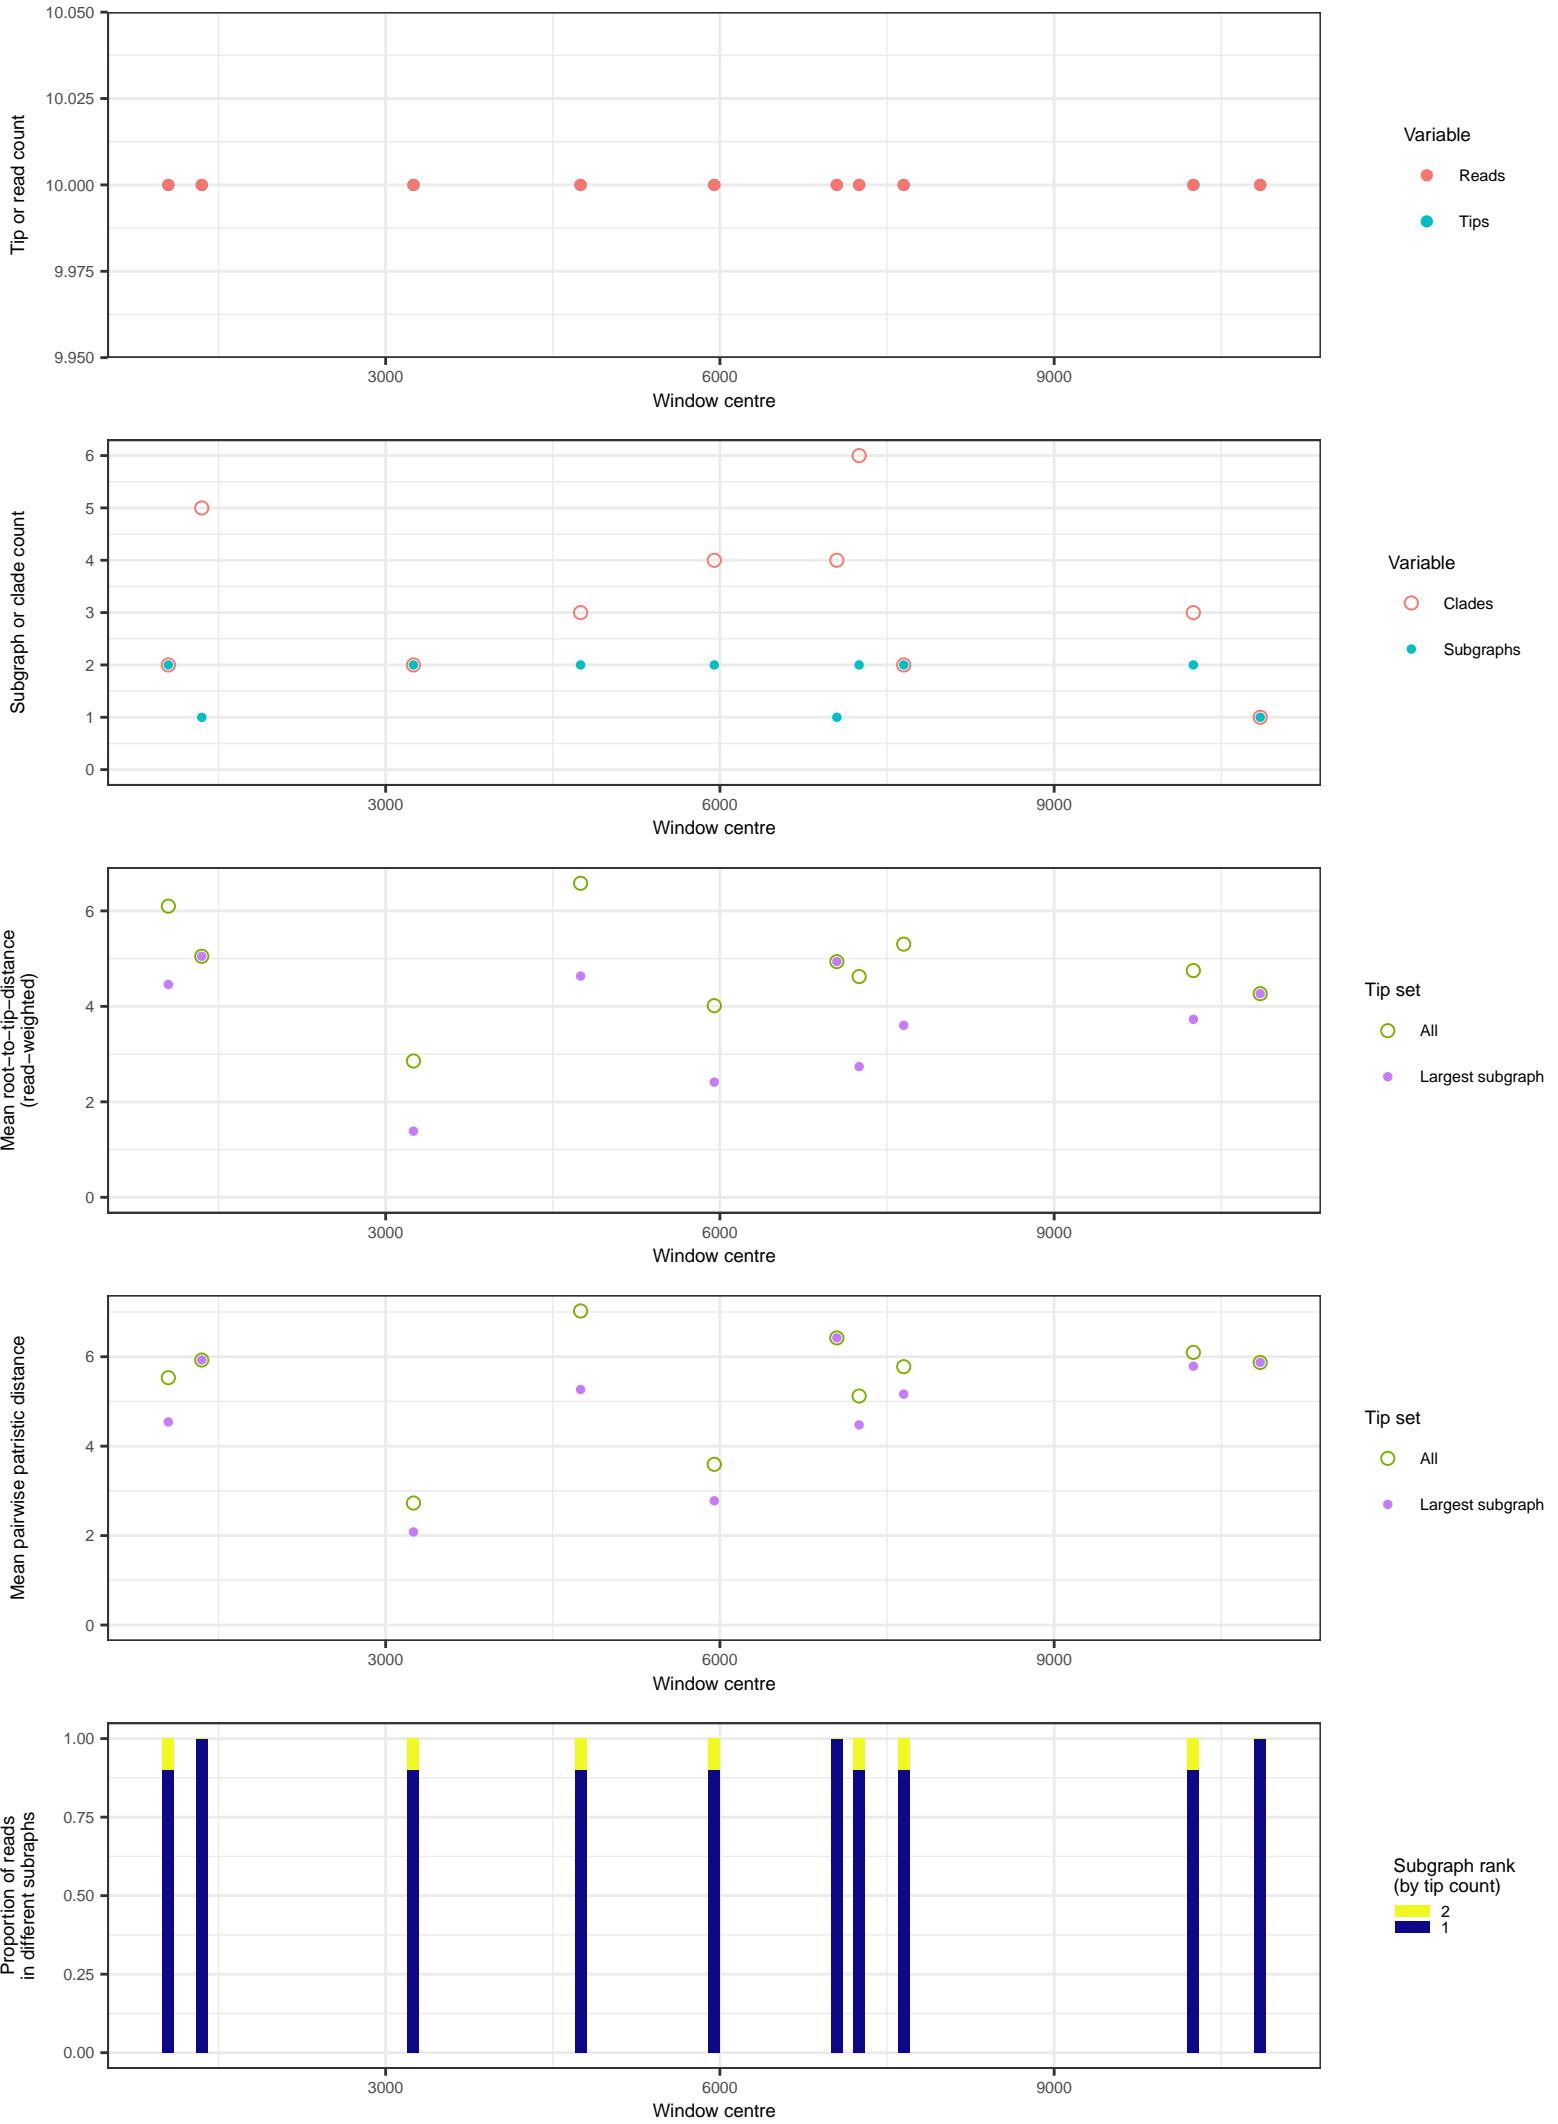 10.050
10.025
10.000
9.975
9.950
Tip or read count
3000
6000
9000
Window centre
Variable
Reads
Tips
6
5
4
3
2
1
0
Subgraph or clade count
3000
6000
9000
Window centre
Variable
Clades
Subgraphs
6
4
2
0
Mean root−to−tip−distance
(read−weighted)
3000
6000
9000
Window centre
Tip set
All
Largest subgraph
6
4
2
0
Mean pairwise patristic distance
3000
6000
9000
Window centre
Tip set
All
Largest subgraph
1.00
0.75
0.50
0.25
0.00
Proportion of reads
in different subraphs
3000
6000
9000
Window centre
Subgraph rank
(by tip count)
2
1